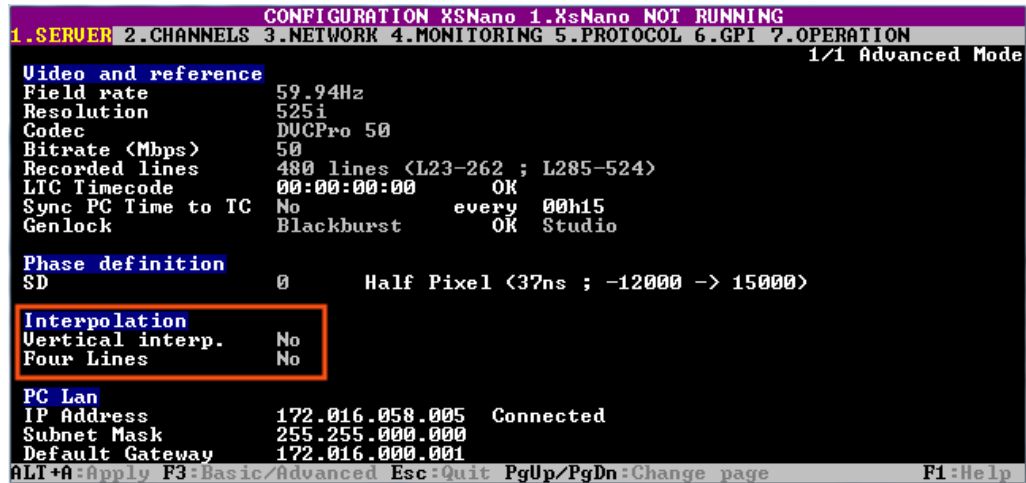 CONFIGURATION XSNano 1.XsNano NOT RUNNING
1.SERVER 2.CHANNELS 3.NETWORK 4.MONITORING 5.PROTOCOL 6.GPI 7.OPERATION
1/1 Advanced Mode
Video and reference
Field rate 59.94Hz
Resolution 525i
Codec DVCPro 50
Bitrate (Mbps) 50
Recorded lines 480 lines (L23-262 ; L285-524)
LTC Timecode 00:00:00:00 OK
Sync PC Time to TC No every 00h15
Genlock Blackburst OK Studio
Phase definition
SD 0 Half Pixel (37ns ; -12000 -> 15000)
Interpolation
Vertical interp. No
Four Lines No
PC Lan
IP Address 172.016.058.005 Connected
Subnet Mask 255.255.000.000
Default Gateway 172.016.000.001
ALT+A:Apply F3:Basic/Advanced Esc:Quit PgUp/PgDn:Change page F1:Help